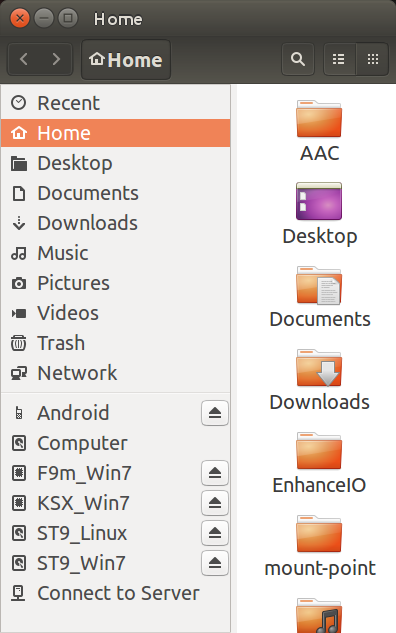 Home
Home
Recent
Home
Desktop
Documents
Downloads
Music
Pictures
Videos
Trash
Network
Android
Computer
F9m_Win7
KSX_Win7
ST9_Linux
ST9_Win7
Connect to Server
AAC
Desktop
Documents
Downloads
EnhanceIO
mount-point